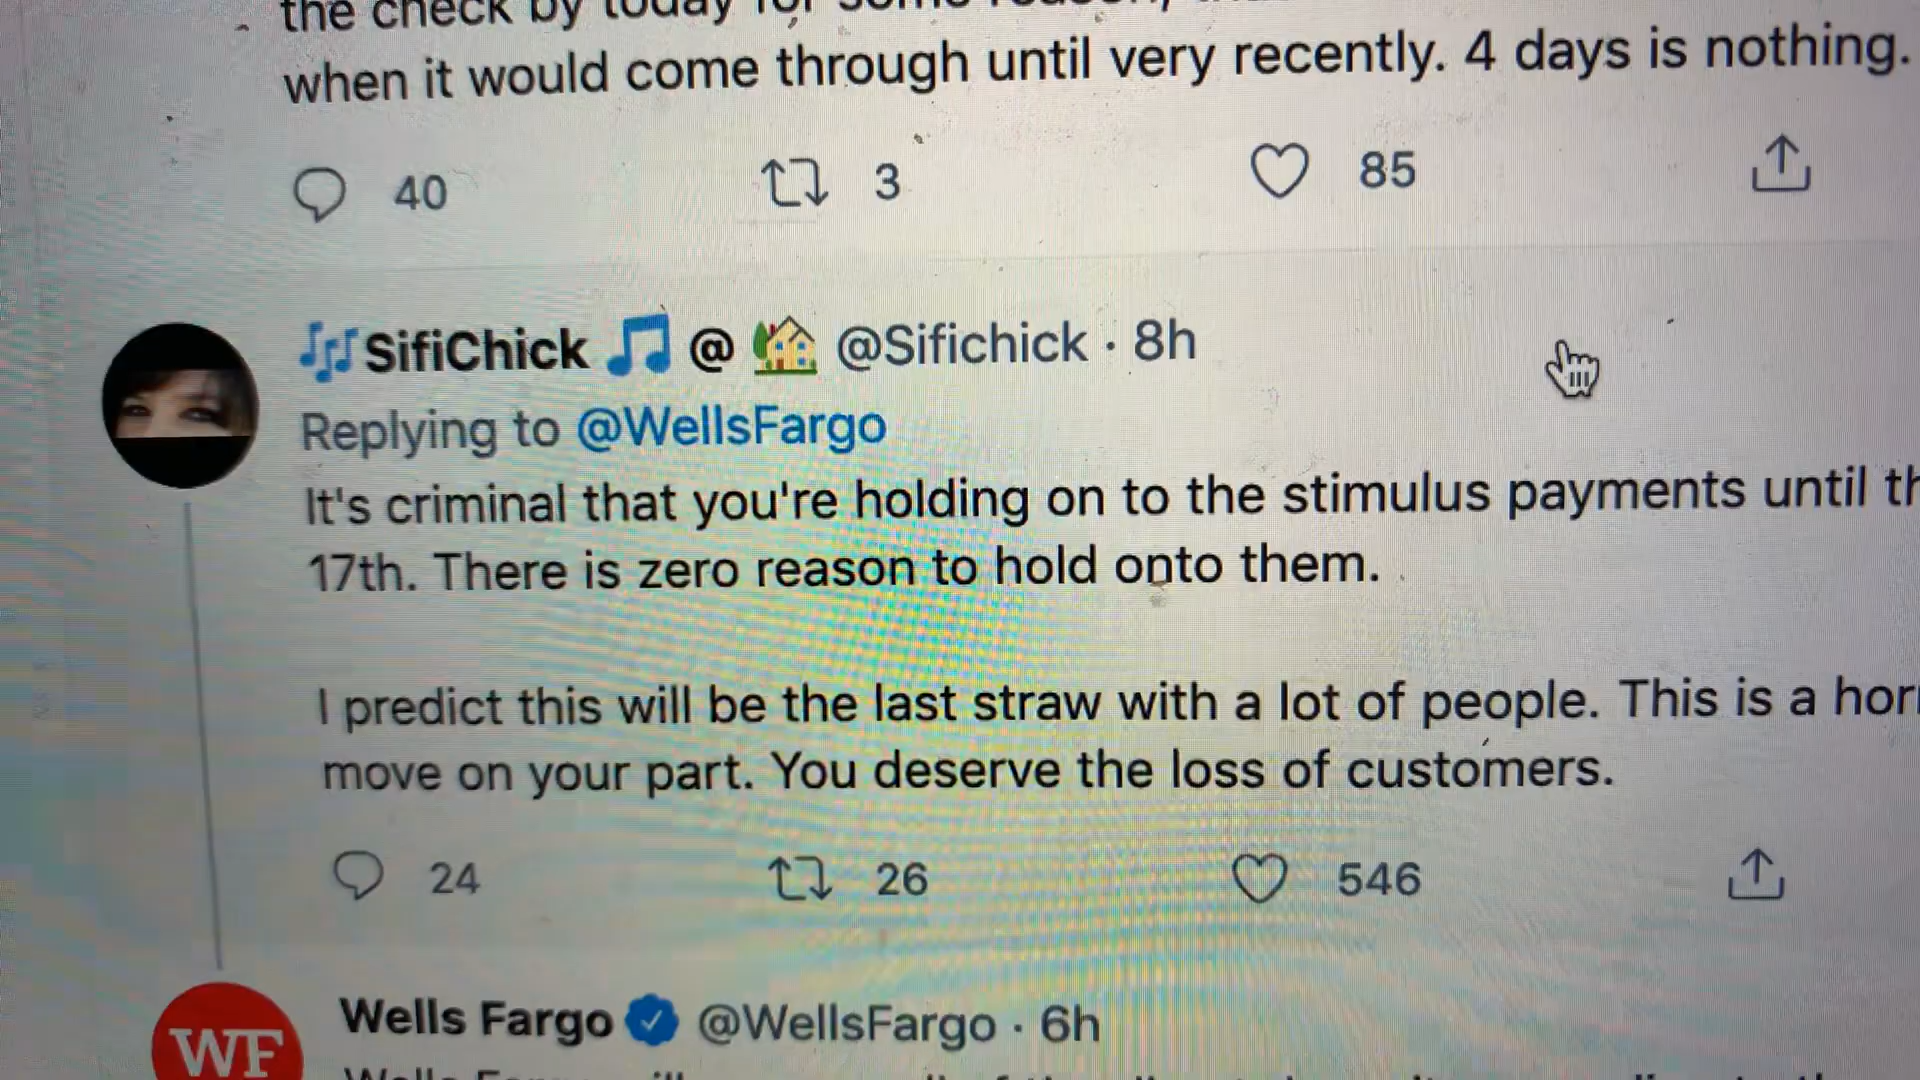 the check by today for some reason,
when it would come through until very recently. 4 days is nothing.
40 3 85
🎶SifiChick 🎵 @ 🏡 @Sifichick · 8h
Replying to @WellsFargo
It's criminal that you're holding on to the stimulus payments until th
17th. There is zero reason to hold onto them.
I predict this will be the last straw with a lot of people. This is a hor
move on your part. You deserve the loss of customers.
24 26 546
WF
Wells Fargo @WellsFargo · 6h